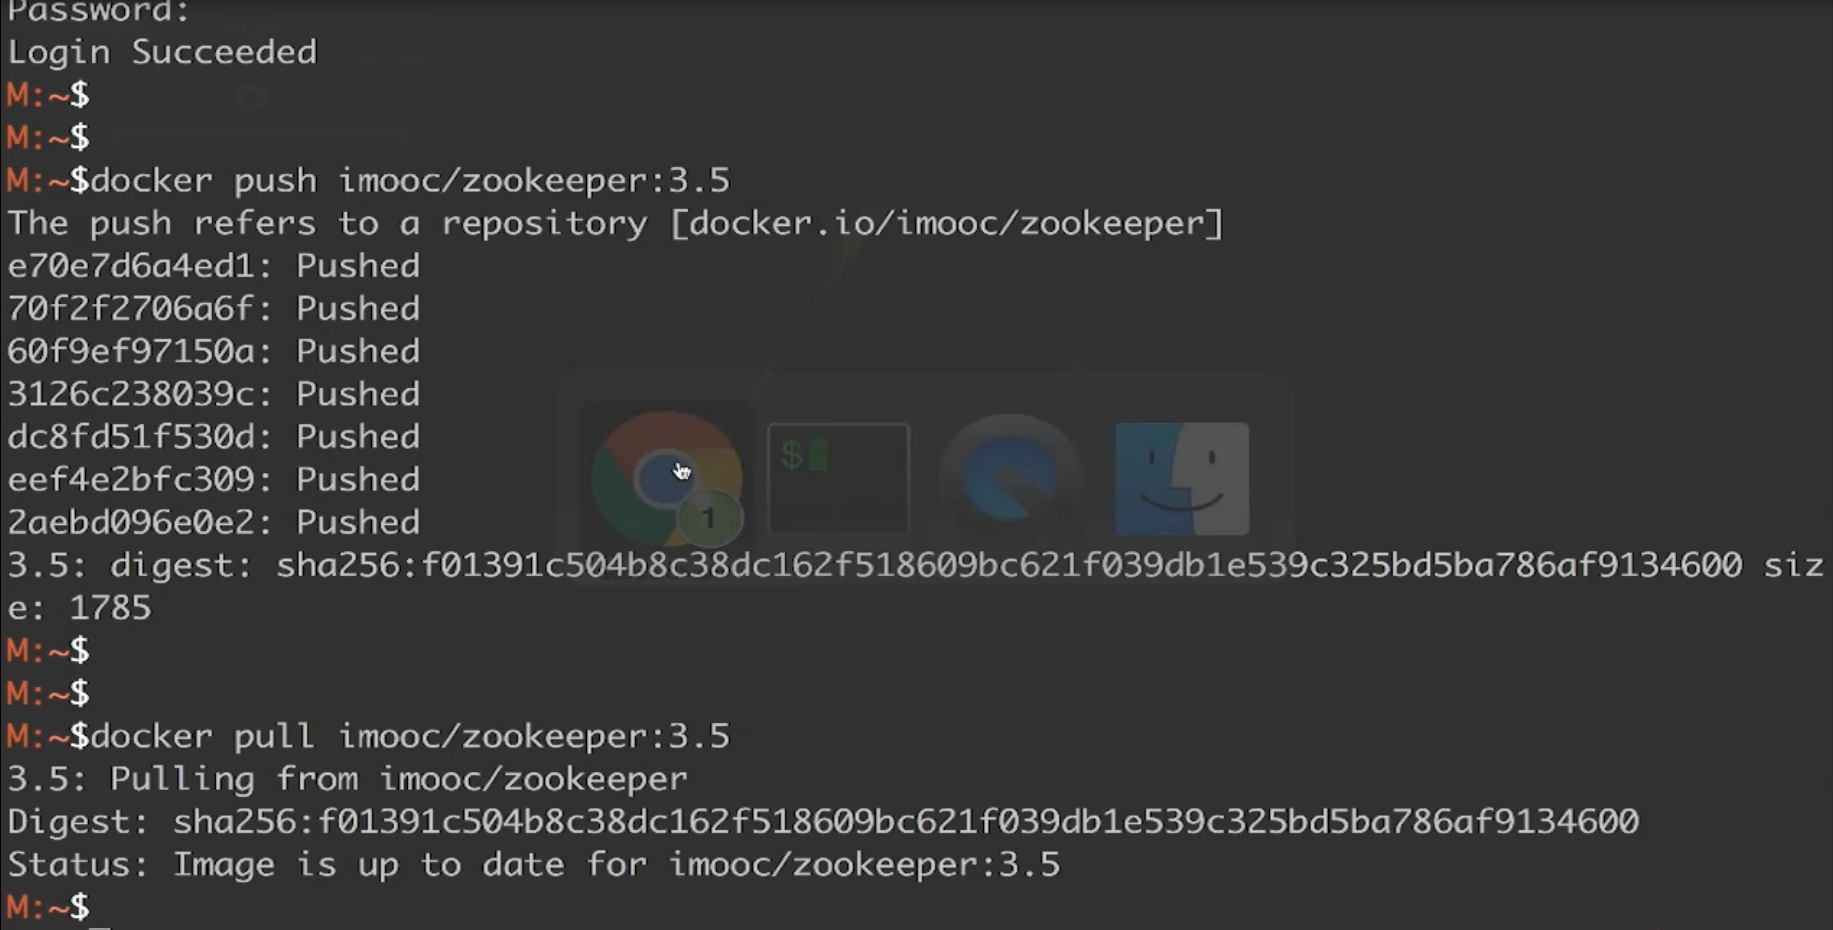 Password:
Login Succeeded
M:~$
M:~$
M:~$docker push imooc/zookeeper:3.5
The push refers to a repository [docker.io/imooc/zookeeper]
e70e7d6a4ed1: Pushed
70f2f2706a6f: Pushed
60f9ef97150a: Pushed
3126c238039c: Pushed
dc8fd51f530d: Pushed
eef4e2bfc309: Pushed
2aebd096e0e2: Pushed
3.5: digest: sha256:f01391c504b8c38dc162f518609bc621f039db1e539c325bd5ba786af9134600 siz
e: 1785
M:~$
M:~$
M:~$docker pull imooc/zookeeper:3.5
3.5: Pulling from imooc/zookeeper
Digest: sha256:f01391c504b8c38dc162f518609bc621f039db1e539c325bd5ba786af9134600
Status: Image is up to date for imooc/zookeeper:3.5
M:~$
$
1